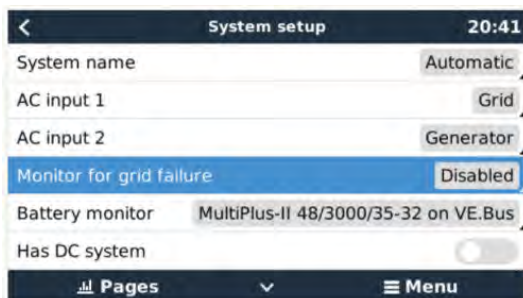 System setup 20:41
System name Automatic
AC input 1 Grid
AC input 2 Generator
Monitor for grid failure Disabled
Battery monitor MultiPlus-II 48/3000/35-32 on VE.Bus
Has DC system
Pages Menu